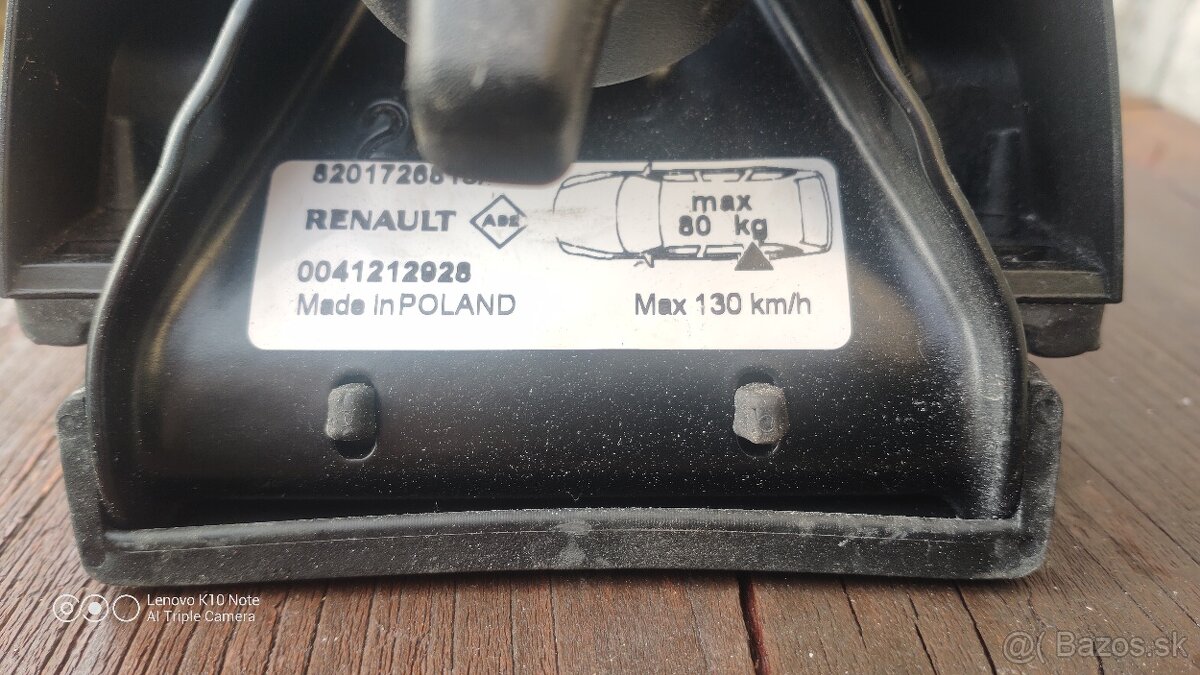 2
RENAULT
max
80 kg
0041212928
Made in POLAND
Max 130 km/h
Lenovo K10 Note
AI Triple Camera
@( Bazos.sk